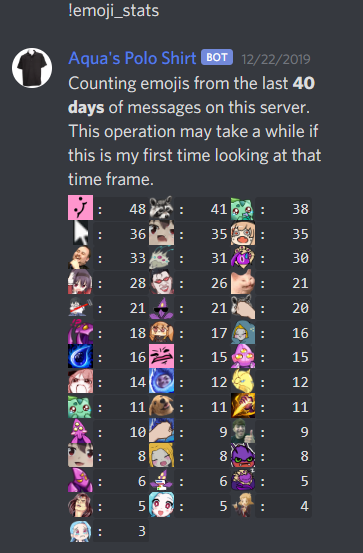 !emoji_stats
Aqua's Polo Shirt BOT 12/22/2019
Counting emojis from the last 40
days of messages on this server.
This operation may take a while if
this is my first time looking at that
time frame.
: 48 : 41 : 38
: 36 : 35 : 35
: 33 : 31 : 30
: 28 : 26 : 21
: 21 : 21 : 20
: 18 : 17 : 16
: 16 : 15 : 15
: 14 : 12 : 12
: 11 : 11 : 11
: 10 : 9 : 9
: 8 : 8 : 8
: 6 : 6 : 5
: 5 : 5 : 4
: 3